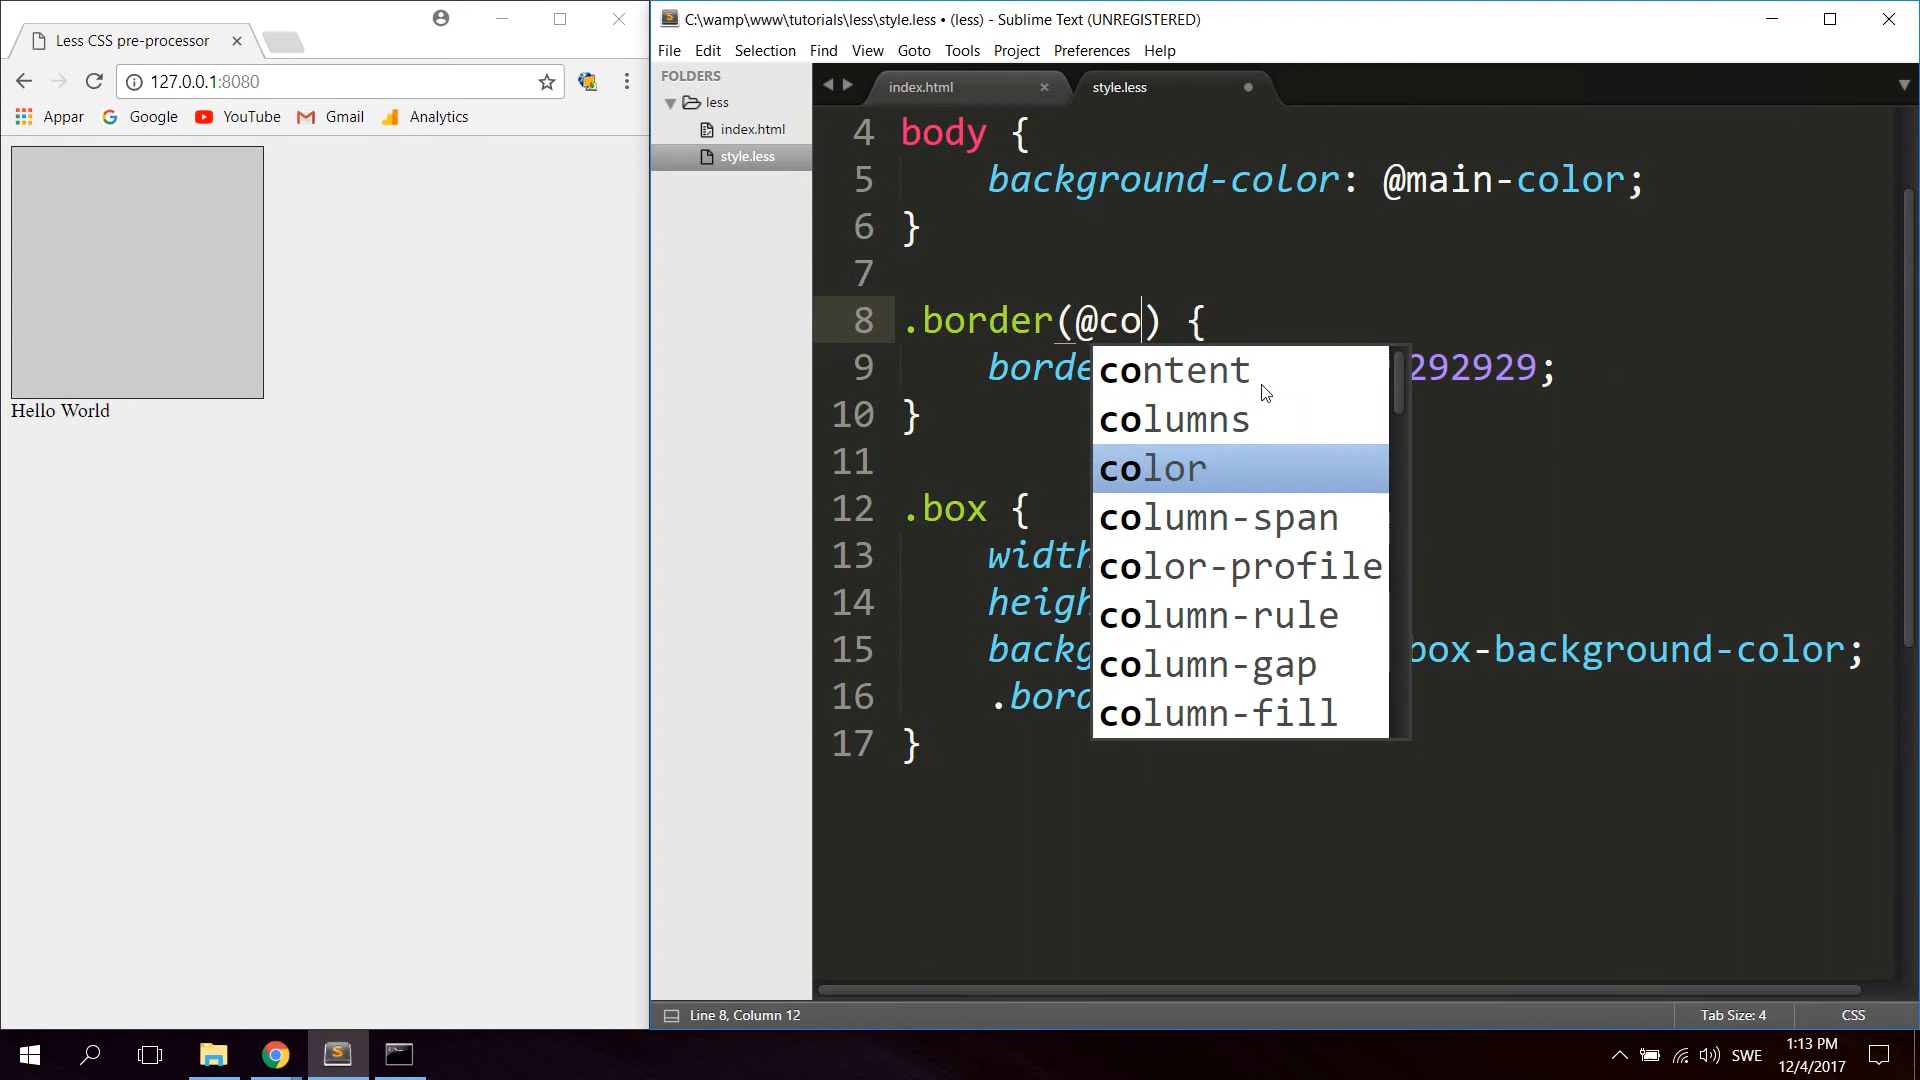 Less CSS pre-processor
127.0.0.1:8080
Appar Google YouTube Gmail Analytics
Hello World
C:\wamp\www\tutorials\less\style.less • (less) - Sublime Text (UNREGISTERED)
File Edit Selection Find View Goto Tools Project Preferences Help
FOLDERS
less
index.html
style.less
index.html style.less
4 body {
5 background-color: @main-color;
6 }
7
8 .border(@co) {
9 borde 292929;
10 }
11
12 .box {
13 width
14 heigh
15 backg box-background-color;
16 .bord
17 }
content
columns
color
column-span
color-profile
column-rule
column-gap
column-fill
Line 8, Column 12 Tab Size: 4 CSS
SWE
1:13 PM
12/4/2017